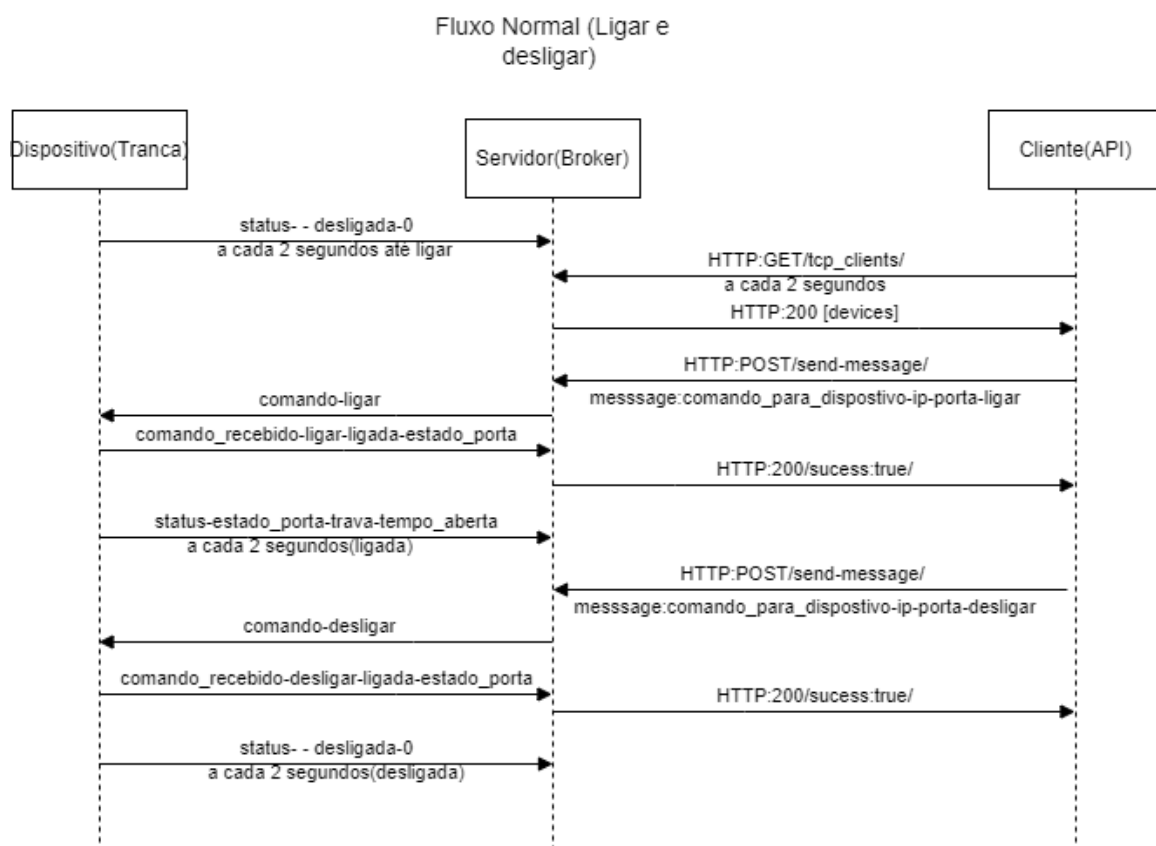 Fluxo Normal (Ligar e
desligar)
Dispositivo(Tranca)
Servidor(Broker)
Cliente(API)
status- - desligada-0
a cada 2 segundos até ligar
HTTP:GET/tcp_clients/
a cada 2 segundos
HTTP:200 [devices]
HTTP:POST/send-message/
messsage:comando_para_dispostivo-ip-porta-ligar
comando-ligar
comando_recebido-ligar-ligada-estado_porta
HTTP:200/sucess:true/
status-estado_porta-trava-tempo_aberta
a cada 2 segundos(ligada)
HTTP:POST/send-message/
messsage:comando_para_dispostivo-ip-porta-desligar
comando-desligar
comando_recebido-desligar-ligada-estado_porta
HTTP:200/sucess:true/
status- - desligada-0
a cada 2 segundos(desligada)